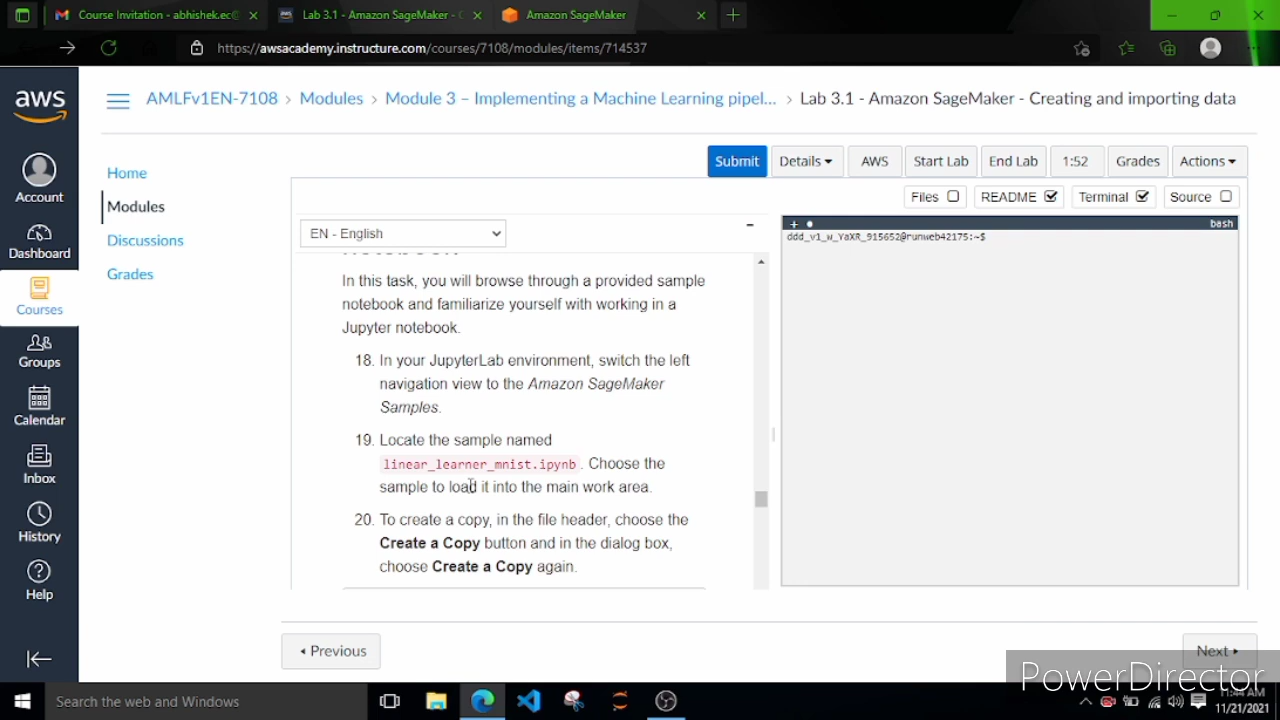 Course Invitation - abhishek.ec@
Lab 3.1 - Amazon SageMaker - C
Amazon SageMaker
https://awsacademy.instructure.com/courses/7108/modules/items/714537
aws
AMLFv1EN-7108 › Modules › Module 3 – Implementing a Machine Learning pipel... › Lab 3.1 - Amazon SageMaker - Creating and importing data
Account
Dashboard
Courses
Groups
Calendar
Inbox
History
Help
Home
Modules
Discussions
Grades
Submit Details AWS Start Lab End Lab 1:52 Grades Actions
Files README Terminal Source
EN - English
Notebook
In this task, you will browse through a provided sample
notebook and familiarize yourself with working in a
Jupyter notebook.
18. In your JupyterLab environment, switch the left
navigation view to the Amazon SageMaker
Samples.
19. Locate the sample named
linear_learner_mnist.ipynb. Choose the
sample to load it into the main work area.
20. To create a copy, in the file header, choose the
Create a Copy button and in the dialog box,
choose Create a Copy again.
bash
ddd_v1_w_YaXR_915652@runweb42175:~$
Previous
Next
PowerDirector
Search the web and Windows
11:44 AM
11/21/2021